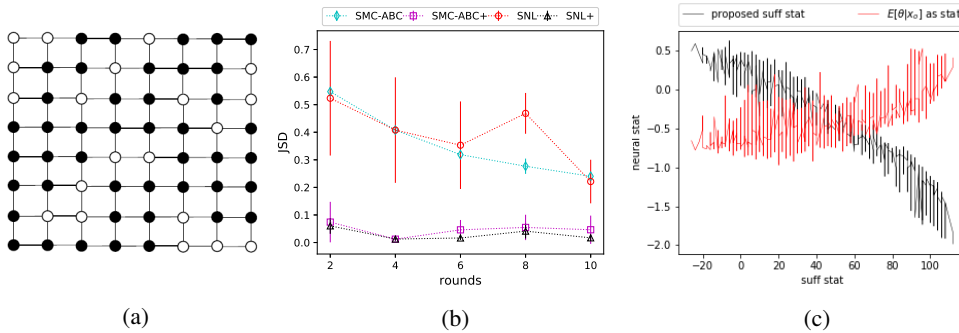 SMC-ABC SMC-ABC+ SNL SNL+
proposed suff stat E[θ|x_o] as stat
0.7
0.6
0.5
0.4
0.3
0.2
0.1
0.0
JSD
2 4 6 8 10
rounds
0.5
0.0
−0.5
−1.0
−1.5
−2.0
neural stat
−20 0 20 40 60 80 100
suff stat
(a)
(b)
(c)